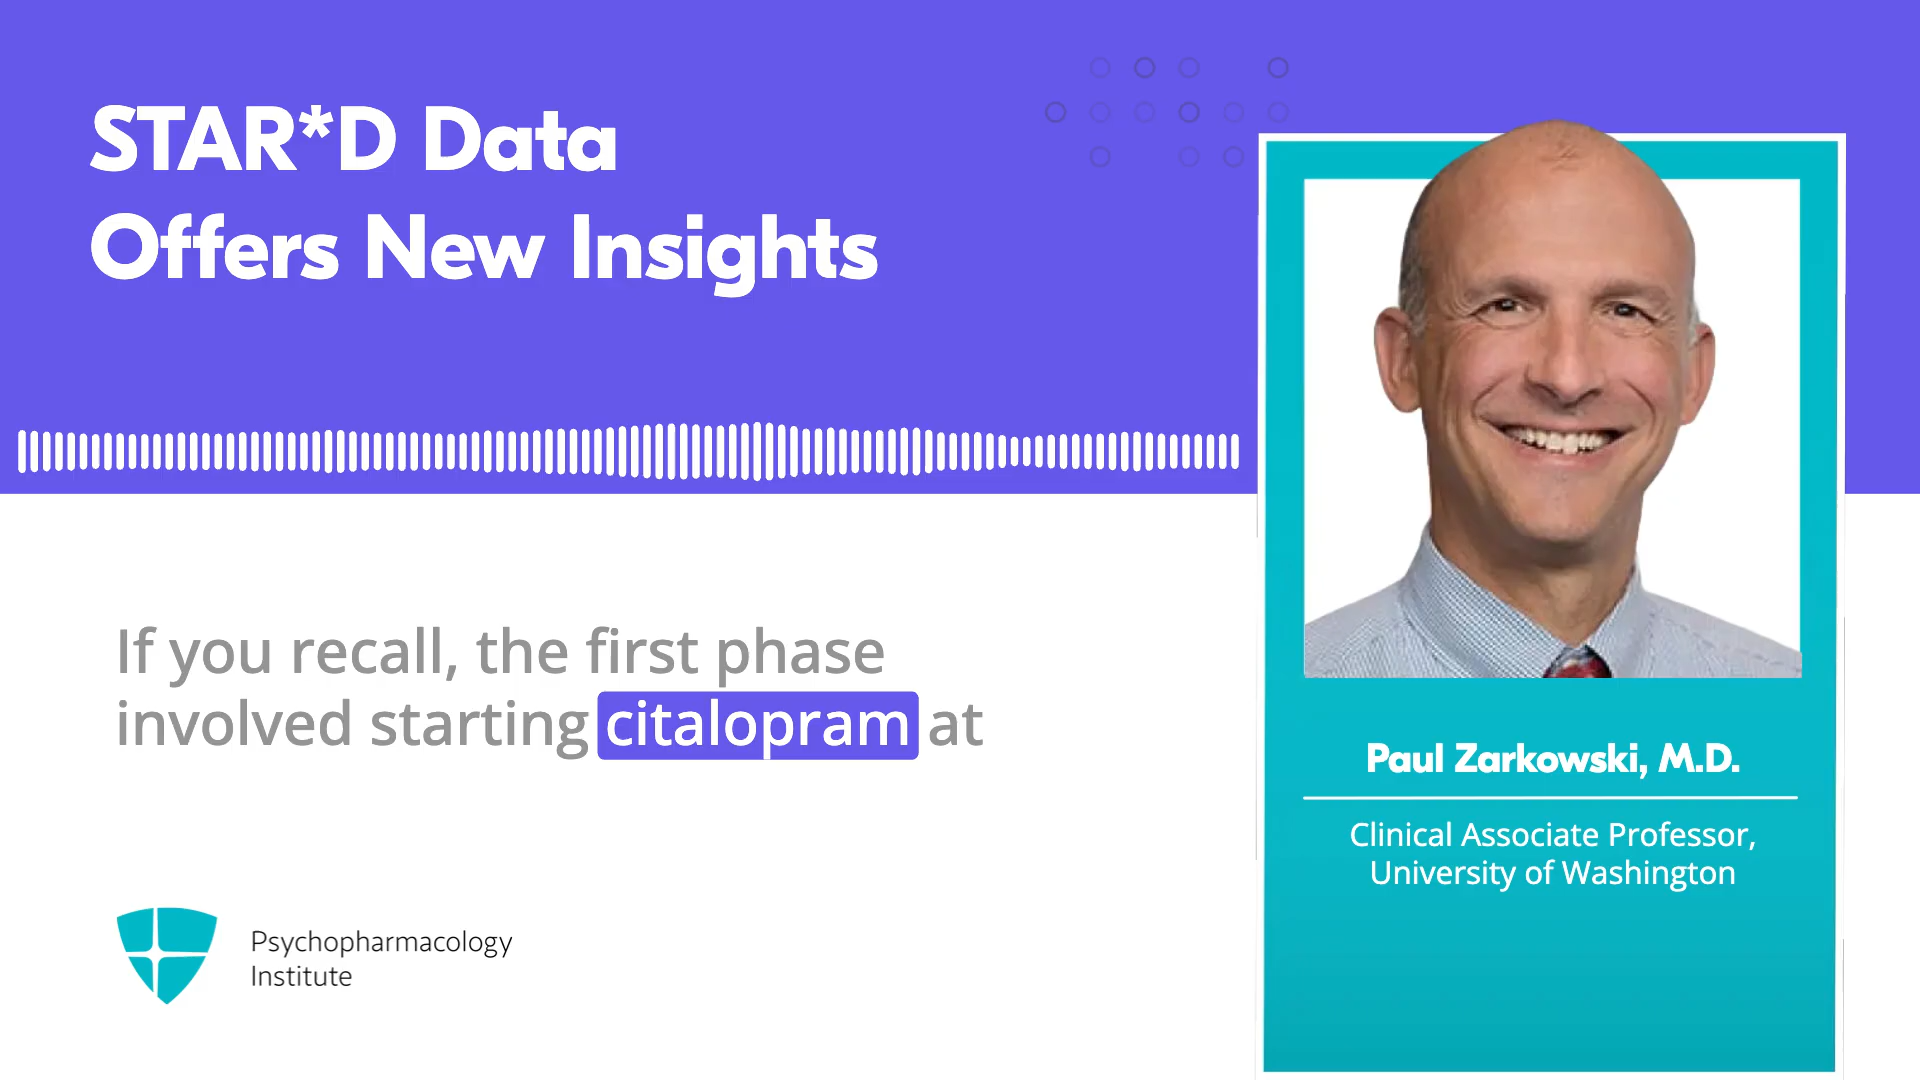 STAR*D Data
Offers New Insights
If you recall, the first phase
involved starting citalopram at
Paul Zarkowski, M.D.
Clinical Associate Professor,
University of Washington
Psychopharmacology
Institute